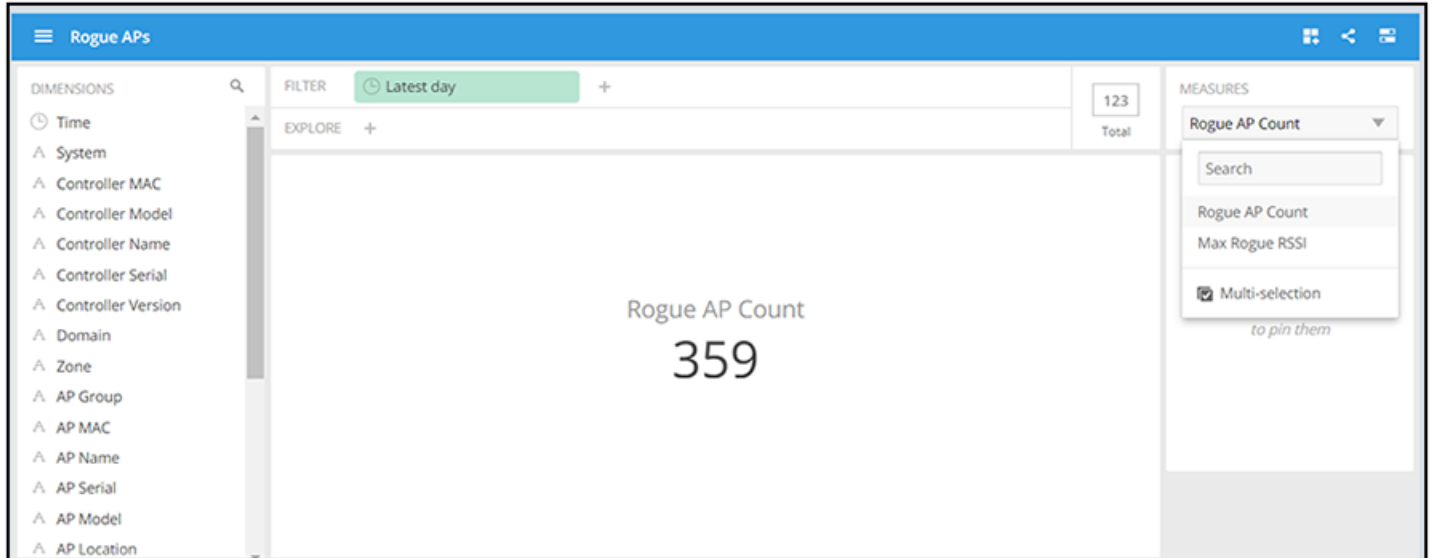 Rogue APs
DIMENSIONS
Time
System
Controller MAC
Controller Model
Controller Name
Controller Serial
Controller Version
Domain
Zone
AP Group
AP MAC
AP Name
AP Serial
AP Model
AP Location
FILTER Latest day +
EXPLORE +
123
Total
Rogue AP Count
359
MEASURES
Rogue AP Count
Search
Rogue AP Count
Max Rogue RSSI
Multi-selection
to pin them